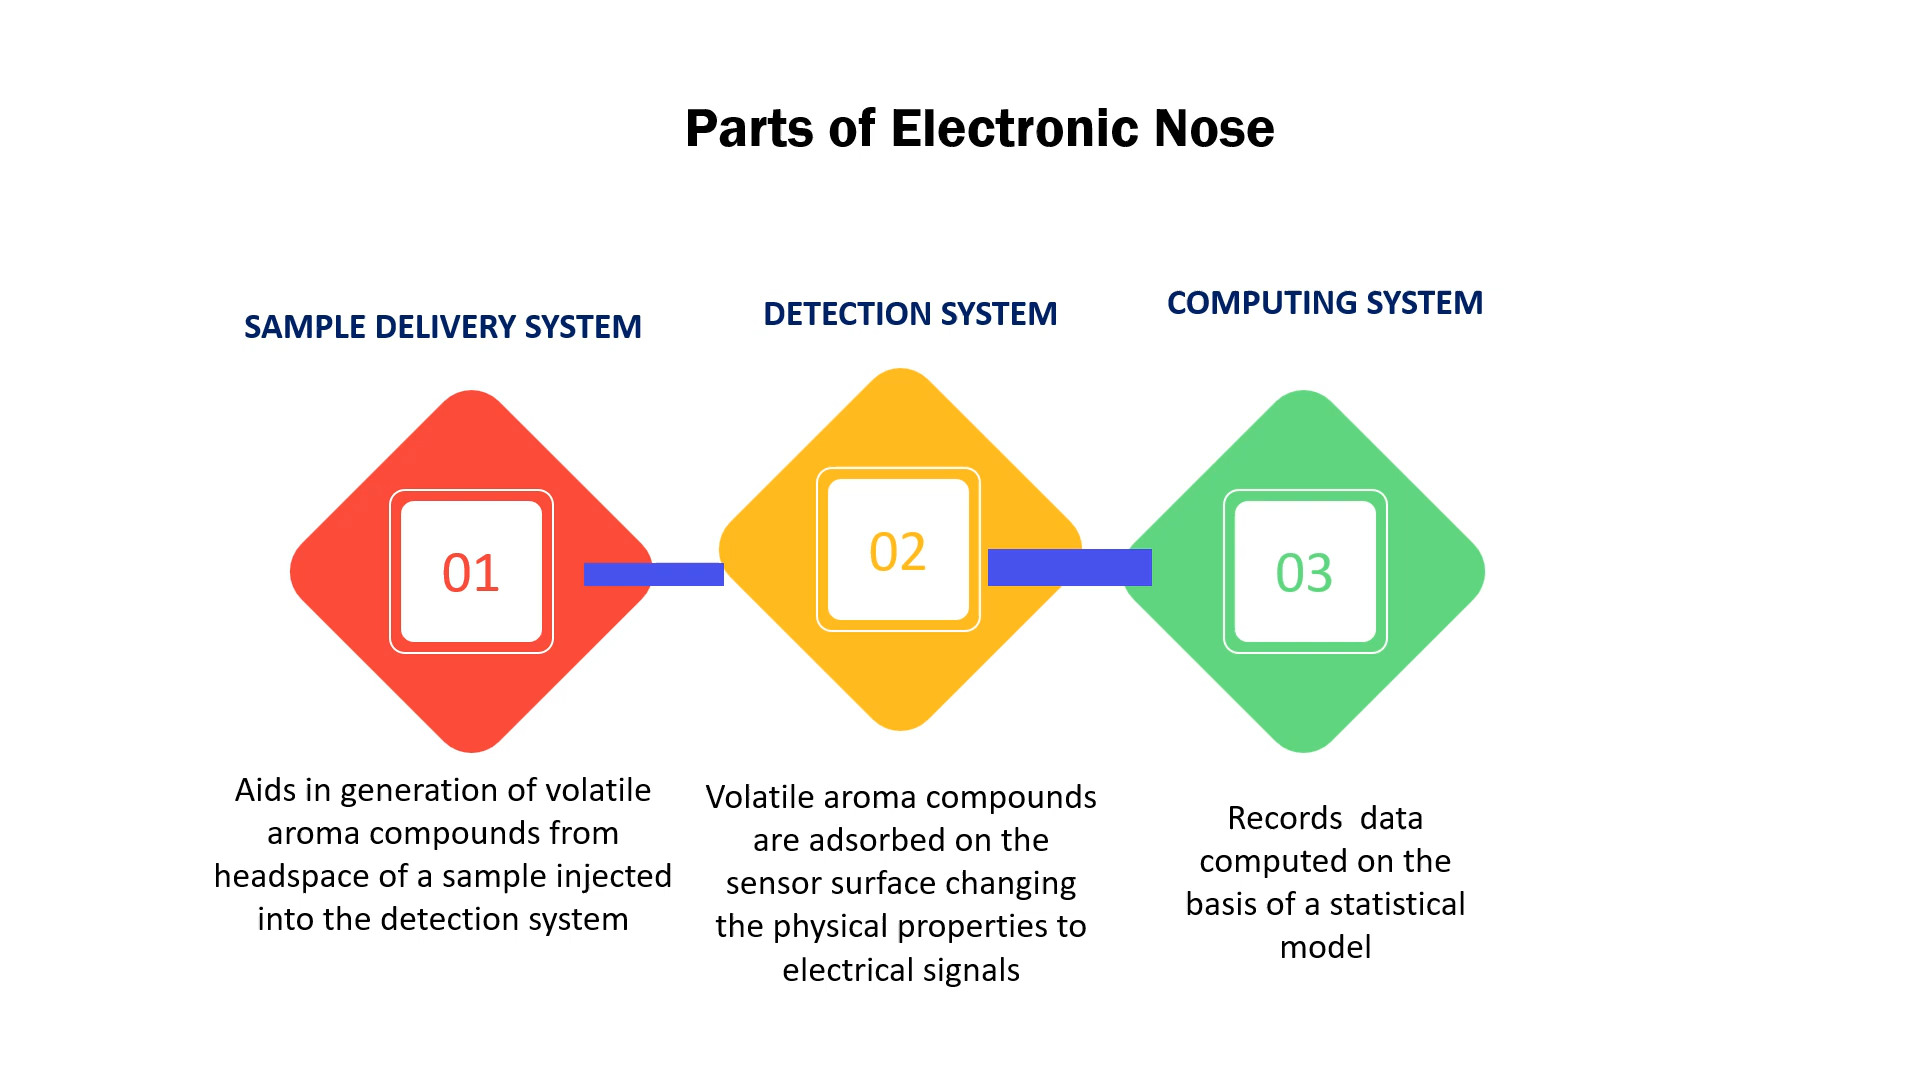 Parts of Electronic Nose
SAMPLE DELIVERY SYSTEM
01
Aids in generation of volatile
aroma compounds from
headspace of a sample injected
into the detection system
DETECTION SYSTEM
02
Volatile aroma compounds
are adsorbed on the
sensor surface changing
the physical properties to
electrical signals
COMPUTING SYSTEM
03
Records  data
computed on the
basis of a statistical
model